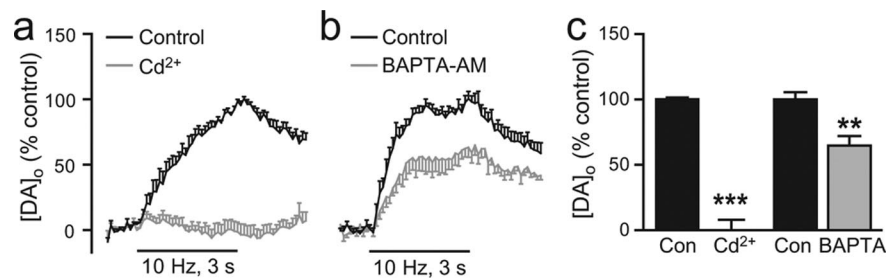 a
150
100
50
0
[DA]o (% control)
Control
Cd2+
10 Hz, 3 s
b
Control
BAPTA-AM
10 Hz, 3 s
c
150
100
50
0
[DA]o (% control)
***
**
Con Cd2+ Con BAPTA